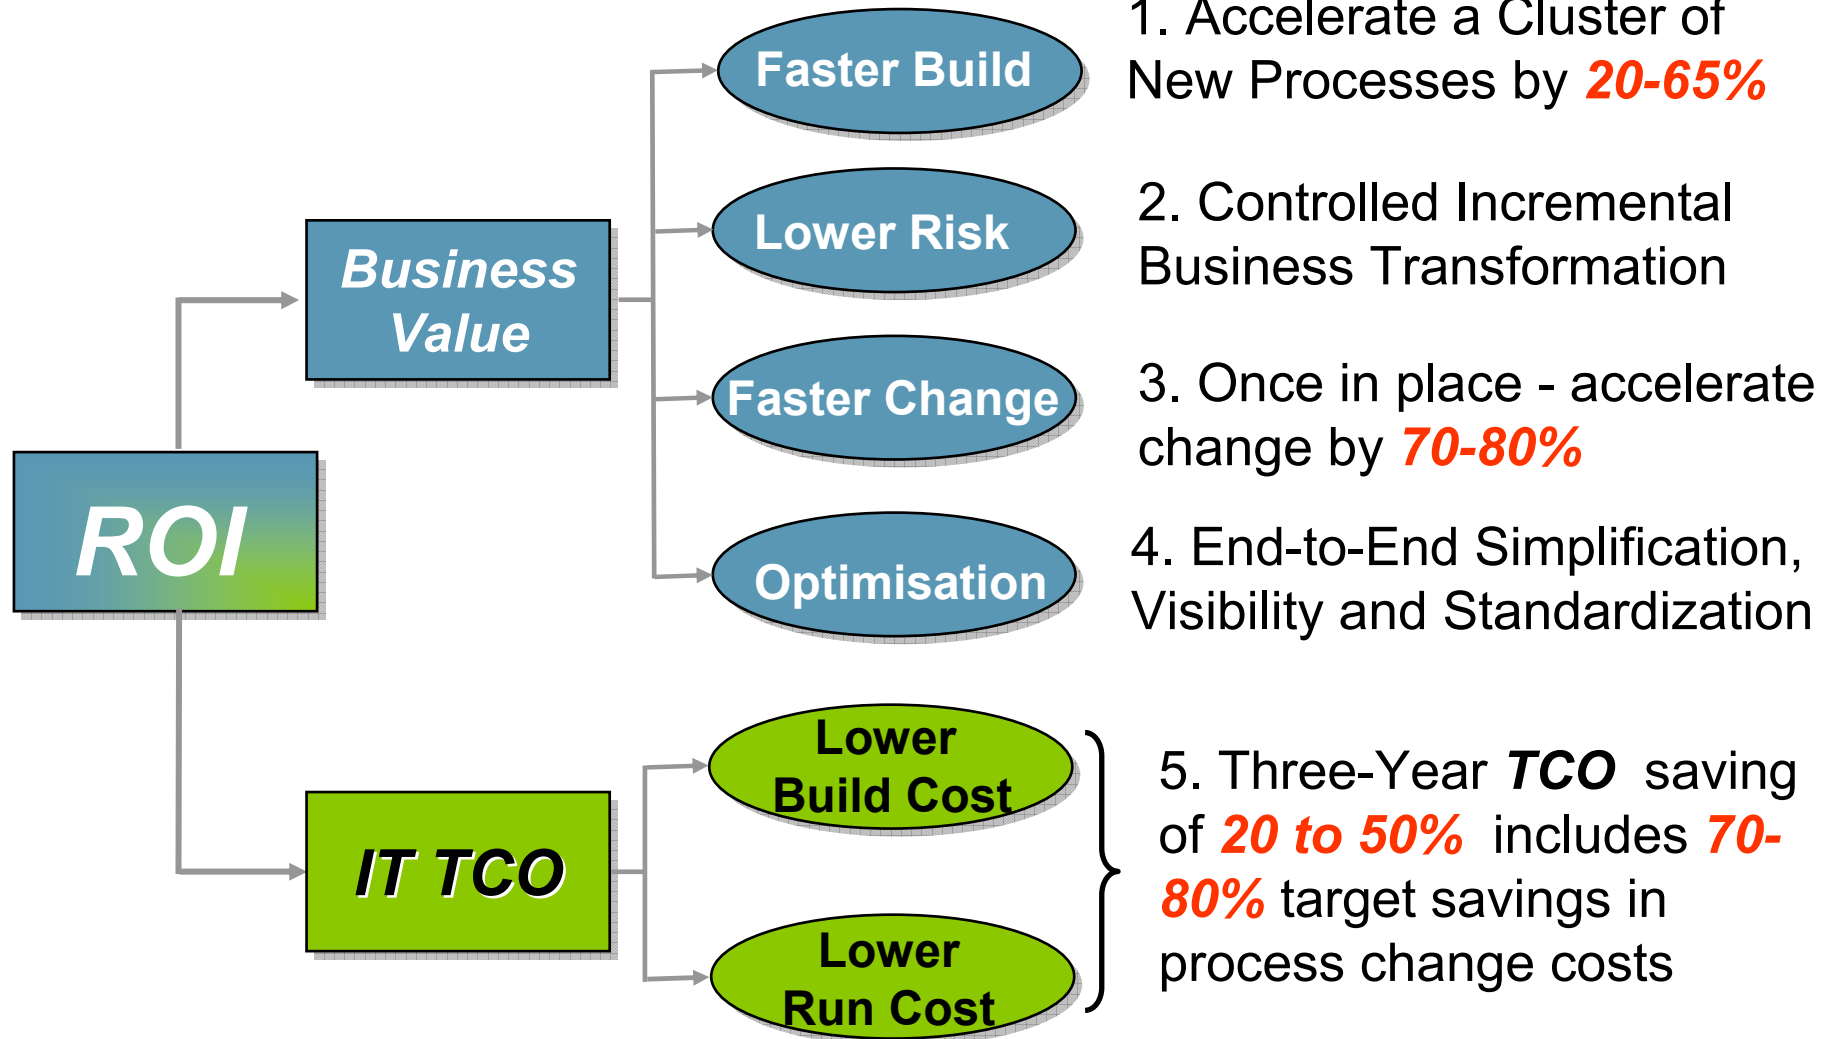 Faster Build
1. Accelerate a Cluster of
New Processes by 20-65%
Lower Risk
2. Controlled Incremental
Business Transformation
Business
Value
Faster Change
3. Once in place - accelerate
change by 70-80%
ROI
Optimisation
4. End-to-End Simplification,
Visibility and Standardization
Lower
Build Cost
IT TCO
5. Three-Year TCO saving
of 20 to 50% includes 70-
80% target savings in
process change costs
Lower
Run Cost